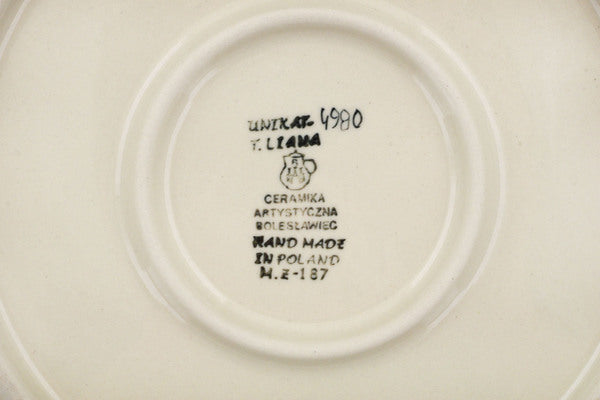 UNIKAT- 4980
T. LIANA
CERAMIKA
ARTYSTYCZNA
BOLESŁAWIEC
HAND MADE
IN POLAND
M.Z-187